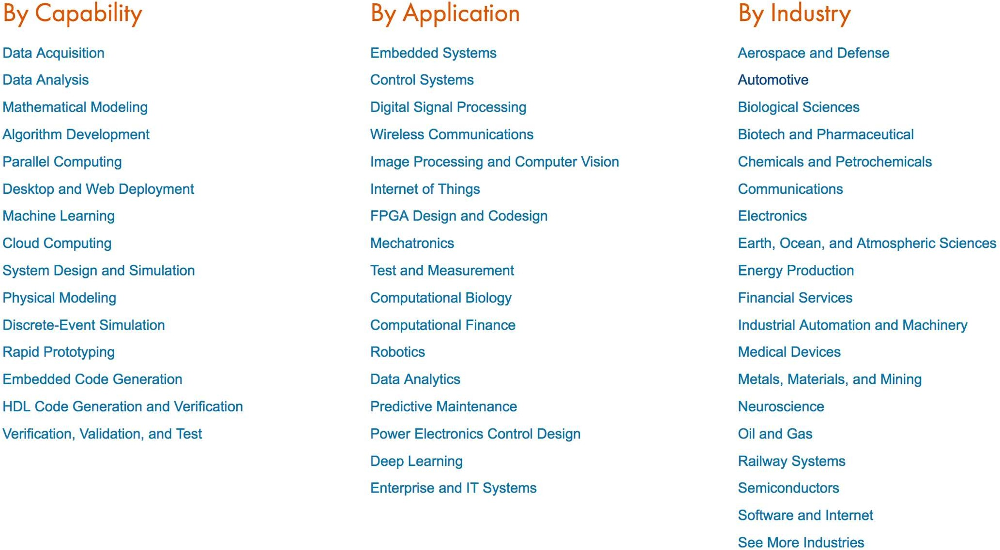 By Capability
Data Acquisition
Data Analysis
Mathematical Modeling
Algorithm Development
Parallel Computing
Desktop and Web Deployment
Machine Learning
Cloud Computing
System Design and Simulation
Physical Modeling
Discrete-Event Simulation
Rapid Prototyping
Embedded Code Generation
HDL Code Generation and Verification
Verification, Validation, and Test
By Application
Embedded Systems
Control Systems
Digital Signal Processing
Wireless Communications
Image Processing and Computer Vision
Internet of Things
FPGA Design and Codesign
Mechatronics
Test and Measurement
Computational Biology
Computational Finance
Robotics
Data Analytics
Predictive Maintenance
Power Electronics Control Design
Deep Learning
Enterprise and IT Systems
By Industry
Aerospace and Defense
Automotive
Biological Sciences
Biotech and Pharmaceutical
Chemicals and Petrochemicals
Communications
Electronics
Earth, Ocean, and Atmospheric Sciences
Energy Production
Financial Services
Industrial Automation and Machinery
Medical Devices
Metals, Materials, and Mining
Neuroscience
Oil and Gas
Railway Systems
Semiconductors
Software and Internet
See More Industries